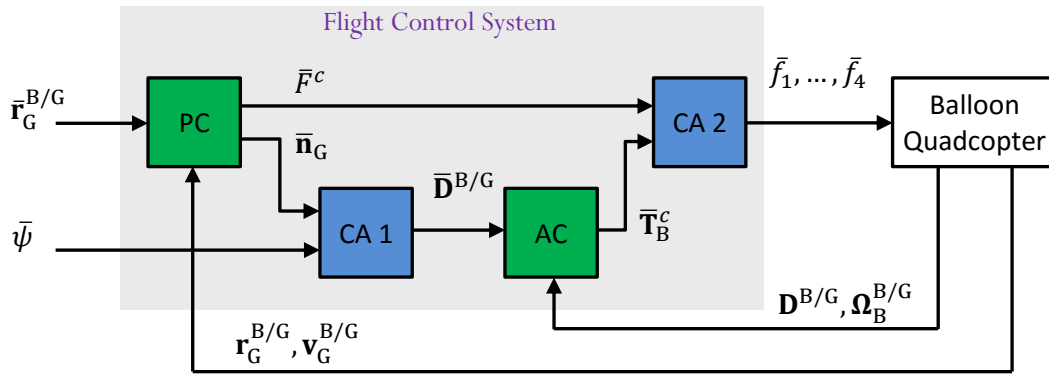 Flight Control System
r̄_G^{B/G}
PC
F̄^c
n̄_G
ψ̄
CA 1
D̄^{B/G}
AC
T̄_B^c
CA 2
f̄_1, … , f̄_4
Balloon
Quadcopter
D^{B/G}, Ω_B^{B/G}
r_G^{B/G}, v_G^{B/G}